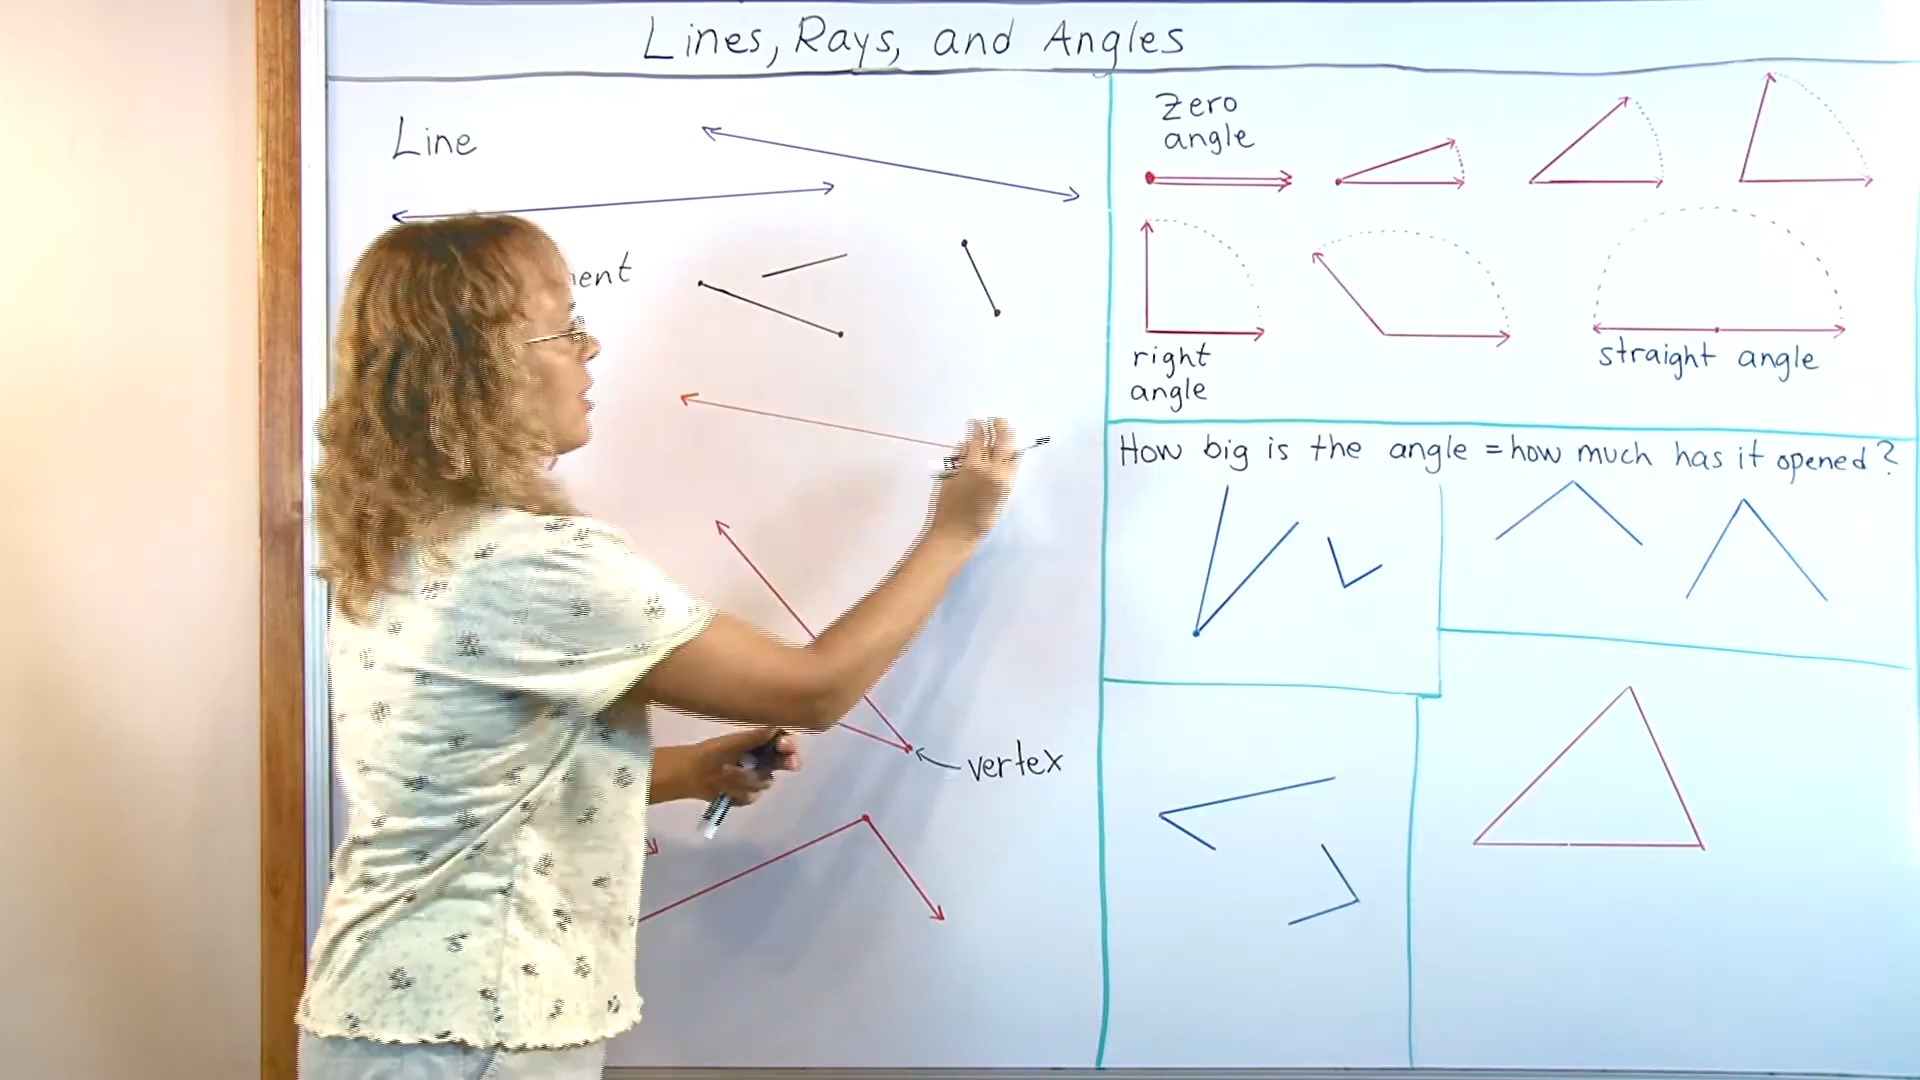 Lines, Rays, and Angles
Line
vertex
Zero
angle
right
angle
straight angle
How big is the angle = how much has it opened?